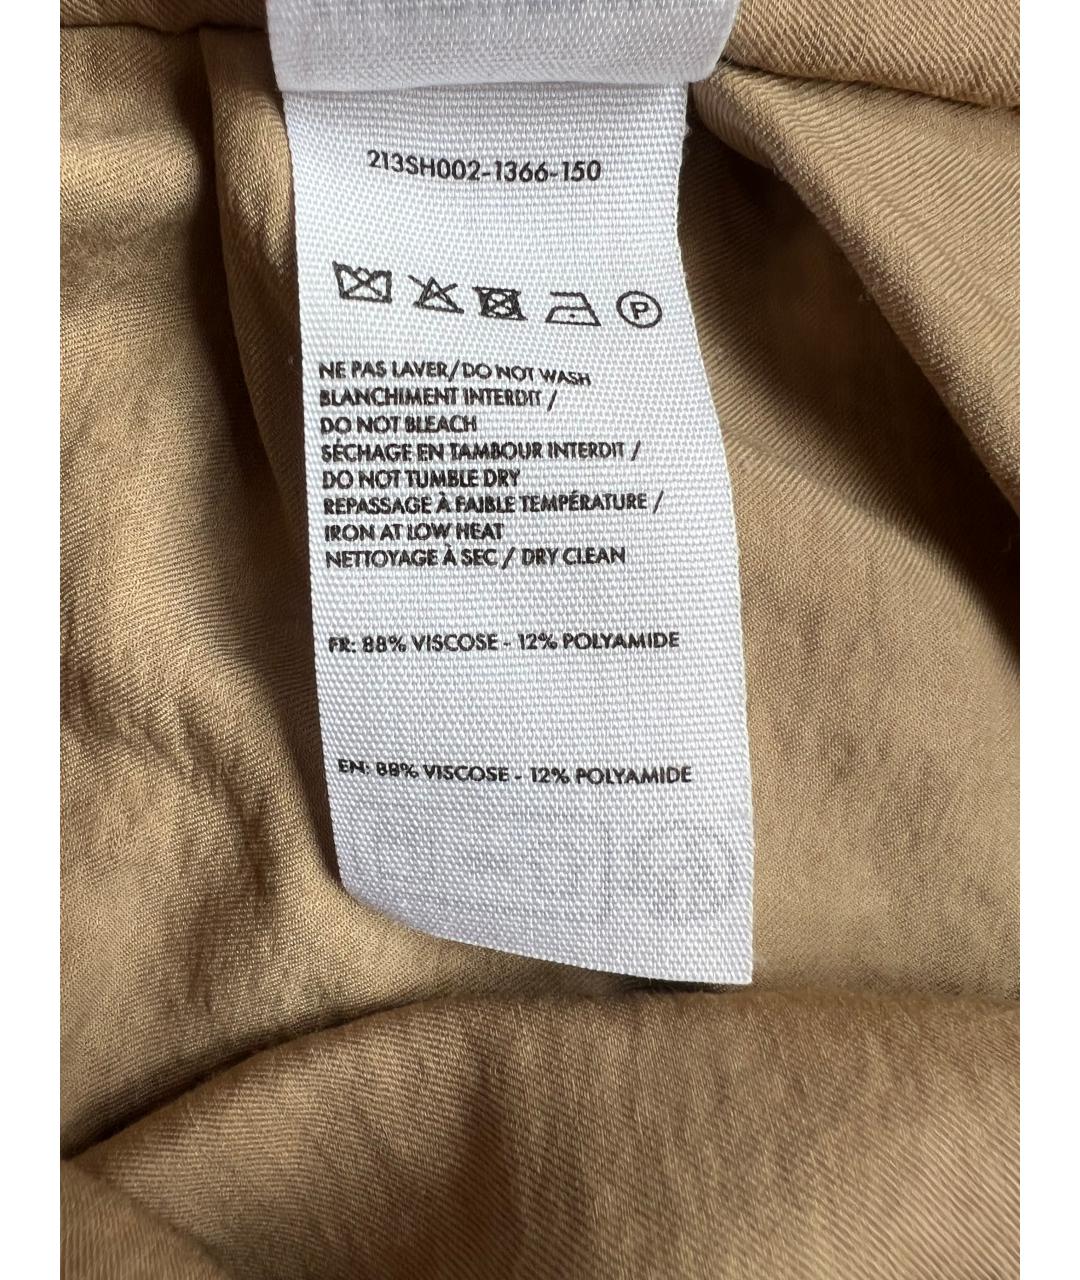 213SH002-1366-150
P
NE PAS LAVER/DO NOT WASH
BLANCHIMENT INTERDIT /
DO NOT BLEACH
SÉCHAGE EN TAMBOUR INTERDIT /
DO NOT TUMBLE DRY
REPASSAGE À FAIBLE TEMPÉRATURE /
IRON AT LOW HEAT
NETTOYAGE À SEC / DRY CLEAN
FR: 88% VISCOSE - 12% POLYAMIDE
EN: 88% VISCOSE - 12% POLYAMIDE